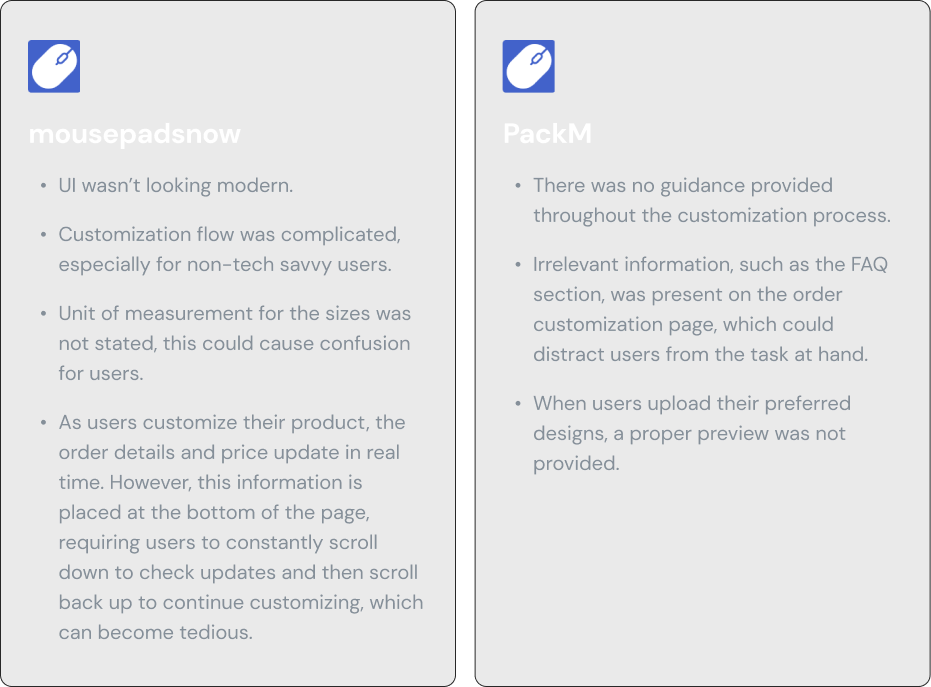 mousepadsnow
• UI wasn’t looking modern.
• Customization flow was complicated,
especially for non-tech savvy users.
• Unit of measurement for the sizes was
not stated, this could cause confusion
for users.
• As users customize their product, the
order details and price update in real
time. However, this information is
placed at the bottom of the page,
requiring users to constantly scroll
down to check updates and then scroll
back up to continue customizing, which
can become tedious.
PackM
• There was no guidance provided
throughout the customization process.
• Irrelevant information, such as the FAQ
section, was present on the order
customization page, which could
distract users from the task at hand.
• When users upload their preferred
designs, a proper preview was not
provided.